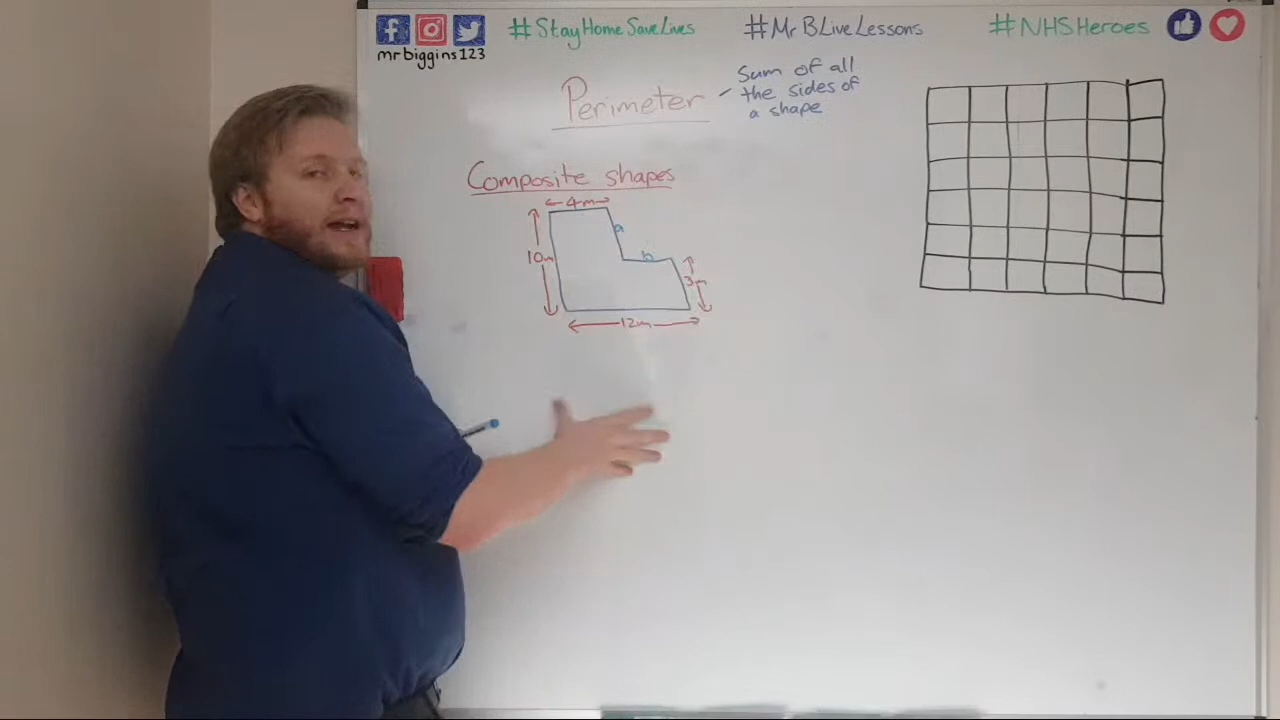 #StayHomeSaveLives
#MrBLiveLessons
#NHSHeroes
mrbiggins123
Perimeter
- Sum of all
the sides of
a shape
Composite shapes
4m
a
10m
b
3m
12m